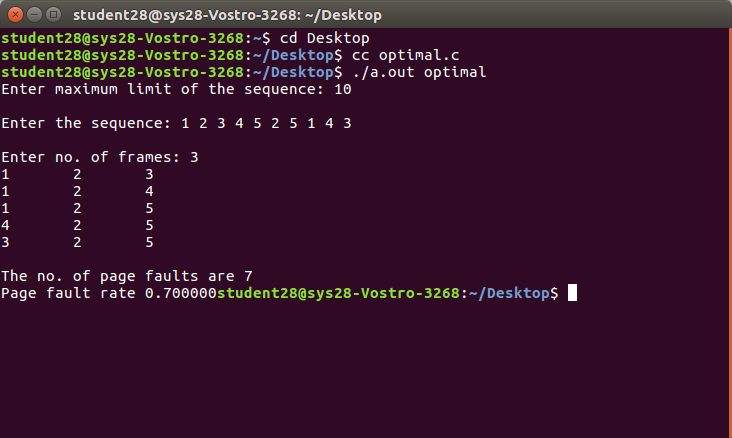 student28@sys28-Vostro-3268: ~/Desktop
student28@sys28-Vostro-3268:~$ cd Desktop
student28@sys28-Vostro-3268:~/Desktop$ cc optimal.c
student28@sys28-Vostro-3268:~/Desktop$ ./a.out optimal
Enter maximum limit of the sequence: 10
Enter the sequence: 1 2 3 4 5 2 5 1 4 3
Enter no. of frames: 3
1 2 3
1 2 4
1 2 5
4 2 5
3 2 5
The no. of page faults are 7
Page fault rate 0.700000student28@sys28-Vostro-3268:~/Desktop$